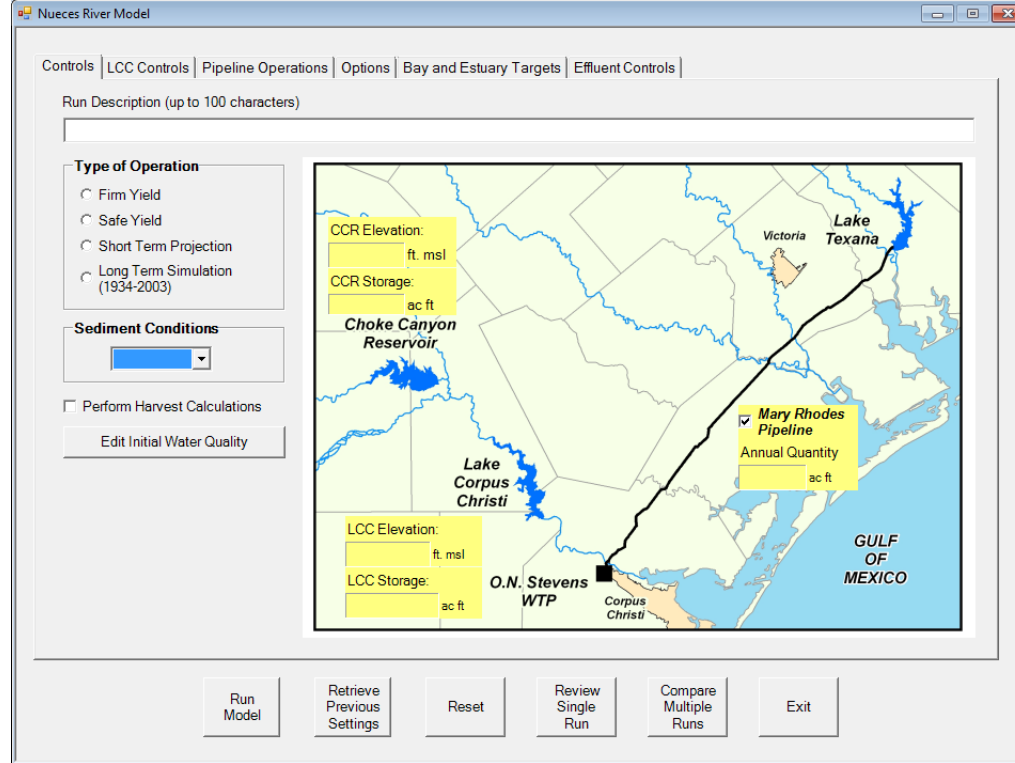 Nueces River Model
Controls LCC Controls Pipeline Operations Options Bay and Estuary Targets Effluent Controls
Run Description (up to 100 characters)
Type of Operation
Firm Yield
Safe Yield
Short Term Projection
Long Term Simulation
(1934-2003)
Sediment Conditions
Perform Harvest Calculations
Edit Initial Water Quality
CCR Elevation:
ft. msl
CCR Storage:
ac ft
Choke Canyon
Reservoir
Victoria
Lake
Texana
Mary Rhodes
Pipeline
Annual Quantity
ac ft
Lake
Corpus
Christi
LCC Elevation:
ft. msl
LCC Storage:
ac ft
O.N. Stevens
WTP
Corpus
Christi
GULF
OF
MEXICO
Run
Model
Retrieve
Previous
Settings
Reset
Review
Single
Run
Compare
Multiple
Runs
Exit